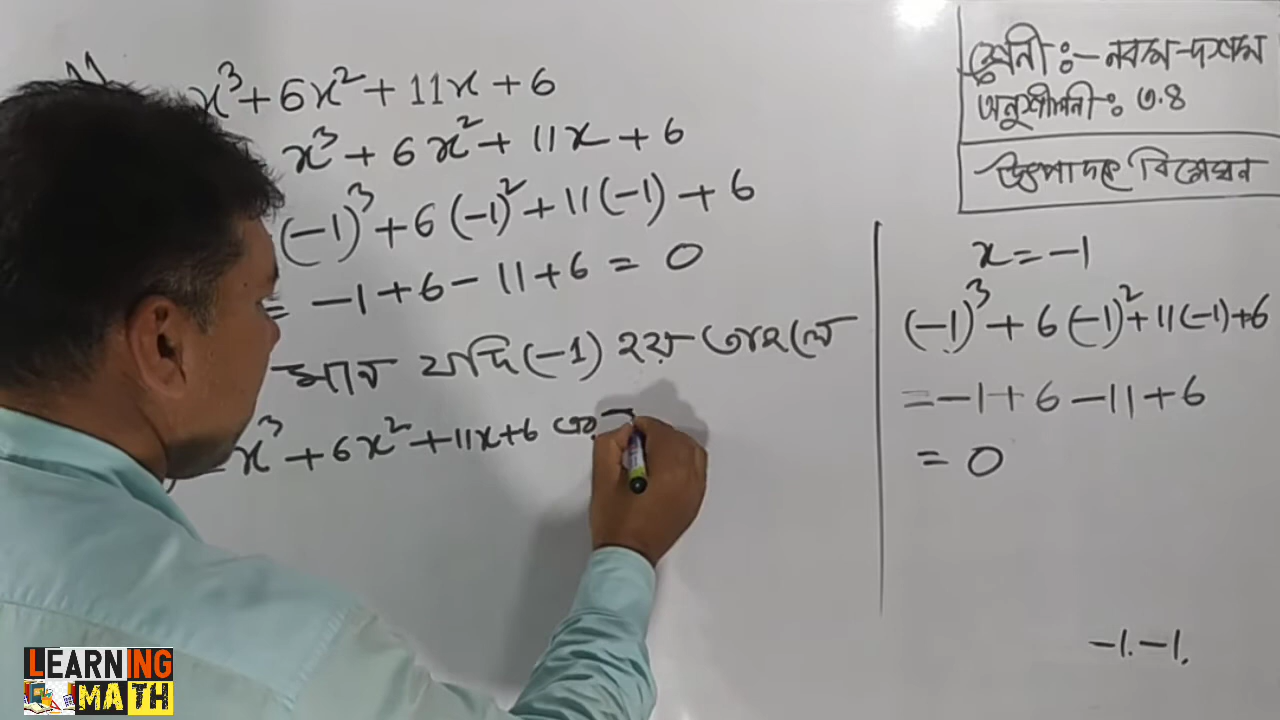 x³ + 6x² + 11x + 6
x³ + 6x² + 11x + 6
(-1)³ + 6(-1)² + 11(-1) + 6
= -1 + 6 - 11 + 6 = 0
মান যদি (-1) হয় তাহলে
x³ + 6x² + 11x + 6 এর
শ্রেনী ঃ- নবম-দশম
অনুশীলনী ঃ ৩.৪
উৎপাদকে বিশ্লেষন
x = -1
(-1)³ + 6(-1)² + 11(-1) + 6
= -1 + 6 - 11 + 6
= 0
-1. -1.
LEARNING
MATH